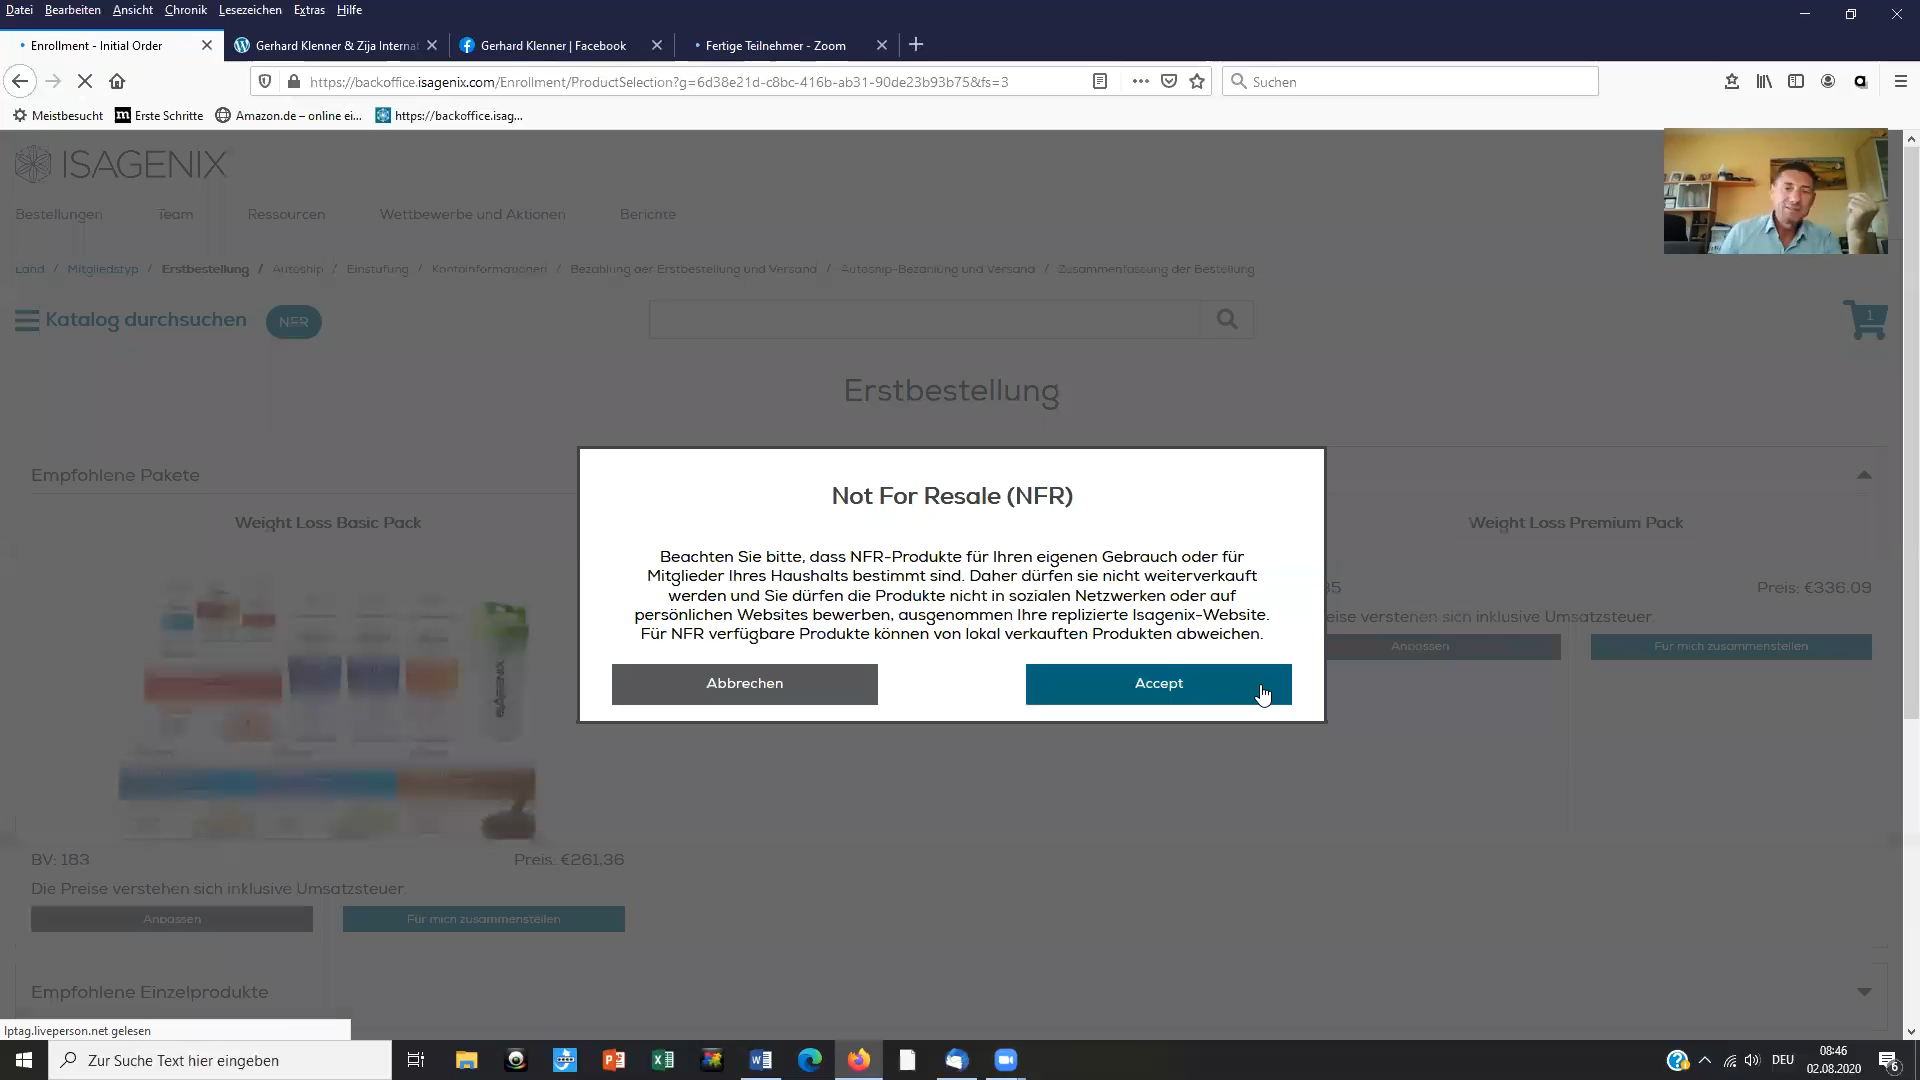 Datei Bearbeiten Ansicht Chronik Lesezeichen Extras Hilfe
Enrollment - Initial Order
Gerhard Klenner & Zija Internat
Gerhard Klenner | Facebook
Fertige Teilnehmer - Zoom
https://backoffice.isagenix.com/Enrollment/ProductSelection?g=6d38e21d-c8bc-416b-ab31-90de23b93b75&fs=3
Suchen
Meistbesucht
Erste Schritte
Amazon.de – online ei...
https://backoffice.isag...
ISAGENIX
Bestellungen Team Ressourcen Wettbewerbe und Aktionen Berichte
Land / Mitgliedstyp / Erstbestellung / Autoship / Einstufung / Kontoinformationen / Bezahlung der Erstbestellung und Versand / Autoship-Bezahlung und Versand / Zusammenfassung der Bestellung
Katalog durchsuchen
NFR
1
Erstbestellung
Empfohlene Pakete
Weight Loss Basic Pack
Weight Loss Premium Pack
Not For Resale (NFR)
Beachten Sie bitte, dass NFR-Produkte für Ihren eigenen Gebrauch oder für
Mitglieder Ihres Haushalts bestimmt sind. Daher dürfen sie nicht weiterverkauft
werden und Sie dürfen die Produkte nicht in sozialen Netzwerken oder auf
persönlichen Websites bewerben, ausgenommen Ihre replizierte Isagenix-Website.
Für NFR verfügbare Produkte können von lokal verkauften Produkten abweichen.
Abbrechen
Accept
35
Preis: €336.09
eise verstehen sich inklusive Umsatzsteuer.
Anpassen
Für mich zusammenstellen
BV: 183
Preis: €261,36
Die Preise verstehen sich inklusive Umsatzsteuer.
Anpassen
Für mich zusammenstellen
Empfohlene Einzelprodukte
lptag.liveperson.net gelesen
Zur Suche Text hier eingeben
DEU
08:46
02.08.2020
6